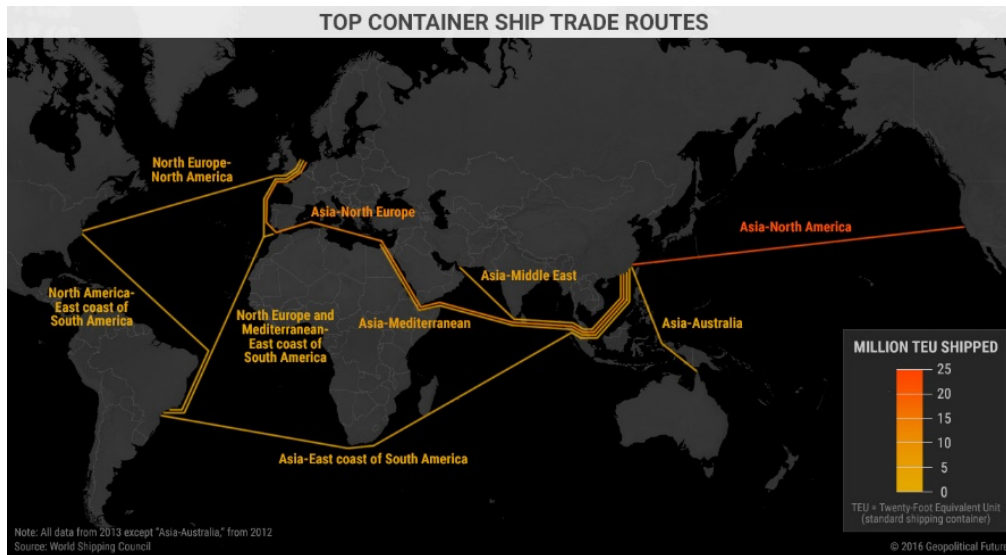 TOP CONTAINER SHIP TRADE ROUTES
North Europe-
North America
Asia-North Europe
Asia-North America
Asia-Middle East
North America-
East coast of
South America
North Europe and
Mediterranean-
East coast of
South America
Asia-Mediterranean
Asia-Australia
Asia-East coast of South America
MILLION TEU SHIPPED
25
20
15
10
5
0
TEU = Twenty-Foot Equivalent Unit
(standard shipping container)
Note: All data from 2013 except "Asia-Australia," from 2012
Source: World Shipping Council
© 2016 Geopolitical Future